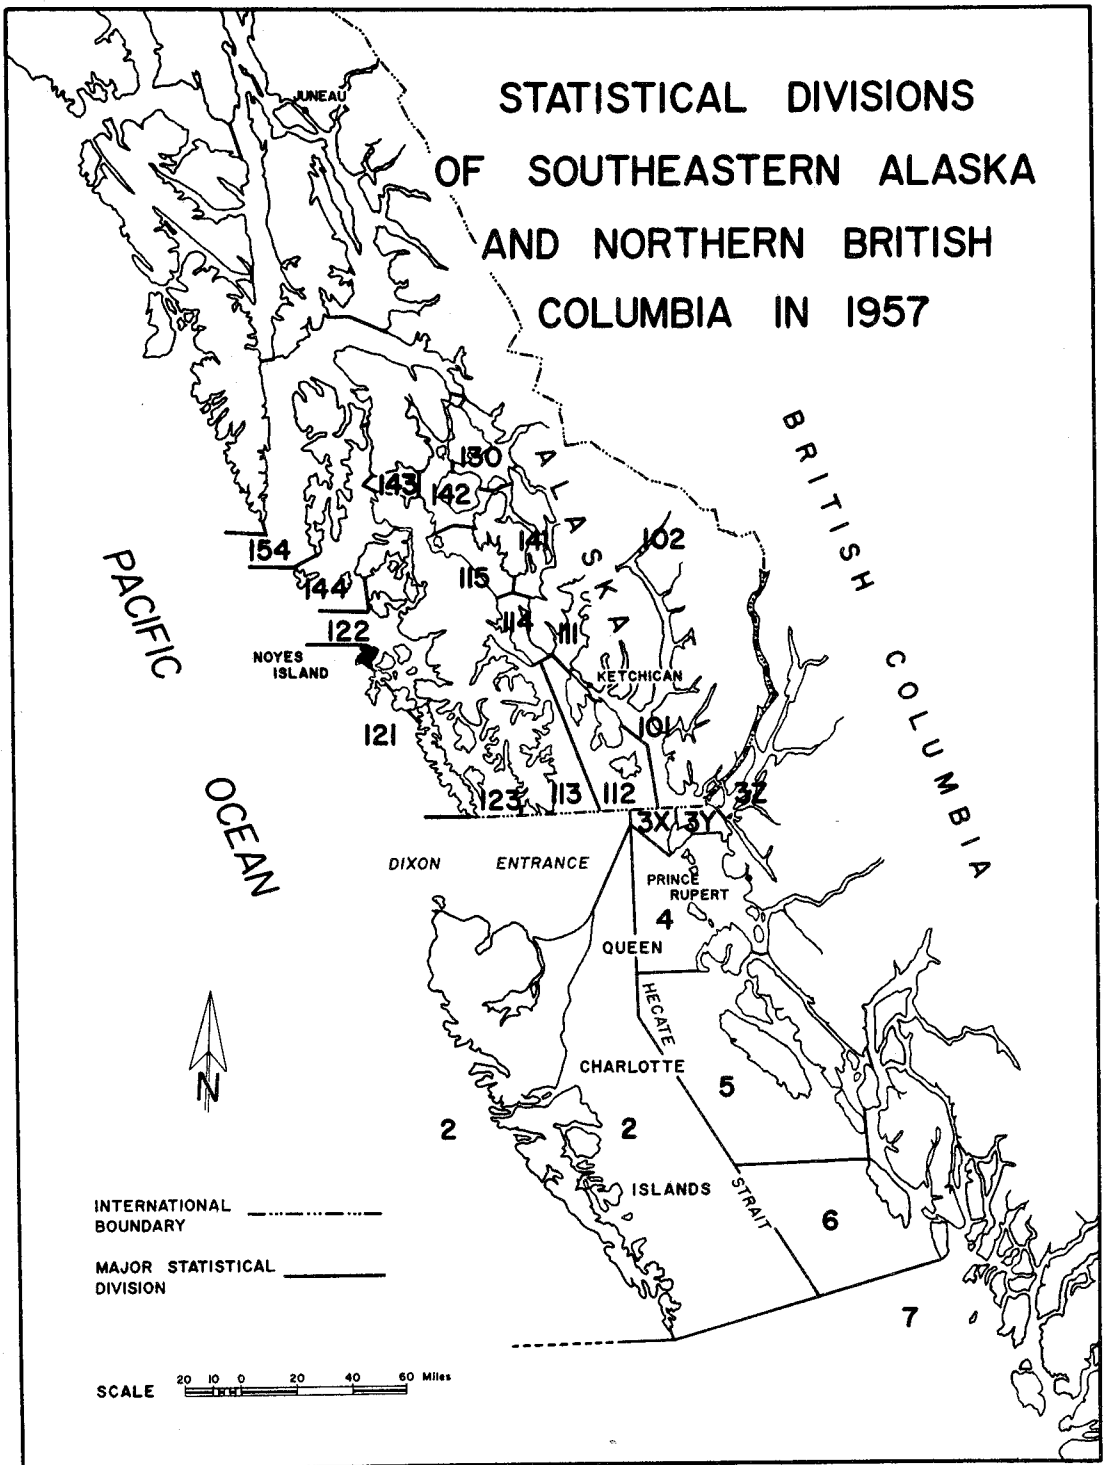 STATISTICAL DIVISIONS
OF SOUTHEASTERN ALASKA
AND NORTHERN BRITISH
COLUMBIA IN 1957
JUNEAU
BRITISH COLUMBIA
ALASKA
130
143
142
141
102
154
144
115
114
111
122
NOYES
ISLAND
KETCHICAN
121
101
123
113
112
3Z
3X
3Y
PACIFIC
OCEAN
DIXON ENTRANCE
PRINCE
RUPERT
4
QUEEN
HECATE
CHARLOTTE
5
2
2
ISLANDS
STRAIT
6
7
N
INTERNATIONAL
BOUNDARY
MAJOR STATISTICAL
DIVISION
SCALE
20 10 0 20 40 60 Miles